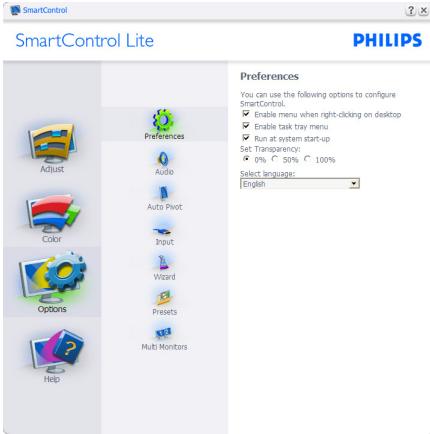 SmartControl
SmartControl Lite
PHILIPS
Adjust
Color
Options
Help
Preferences
Audio
Auto Pivot
Input
Wizard
Presets
Multi Monitors
Preferences
You can use the following options to configure
SmartControl.
Enable menu when right-clicking on desktop
Enable task tray menu
Run at system start-up
Set Transparency:
0% 50% 100%
Select language:
English